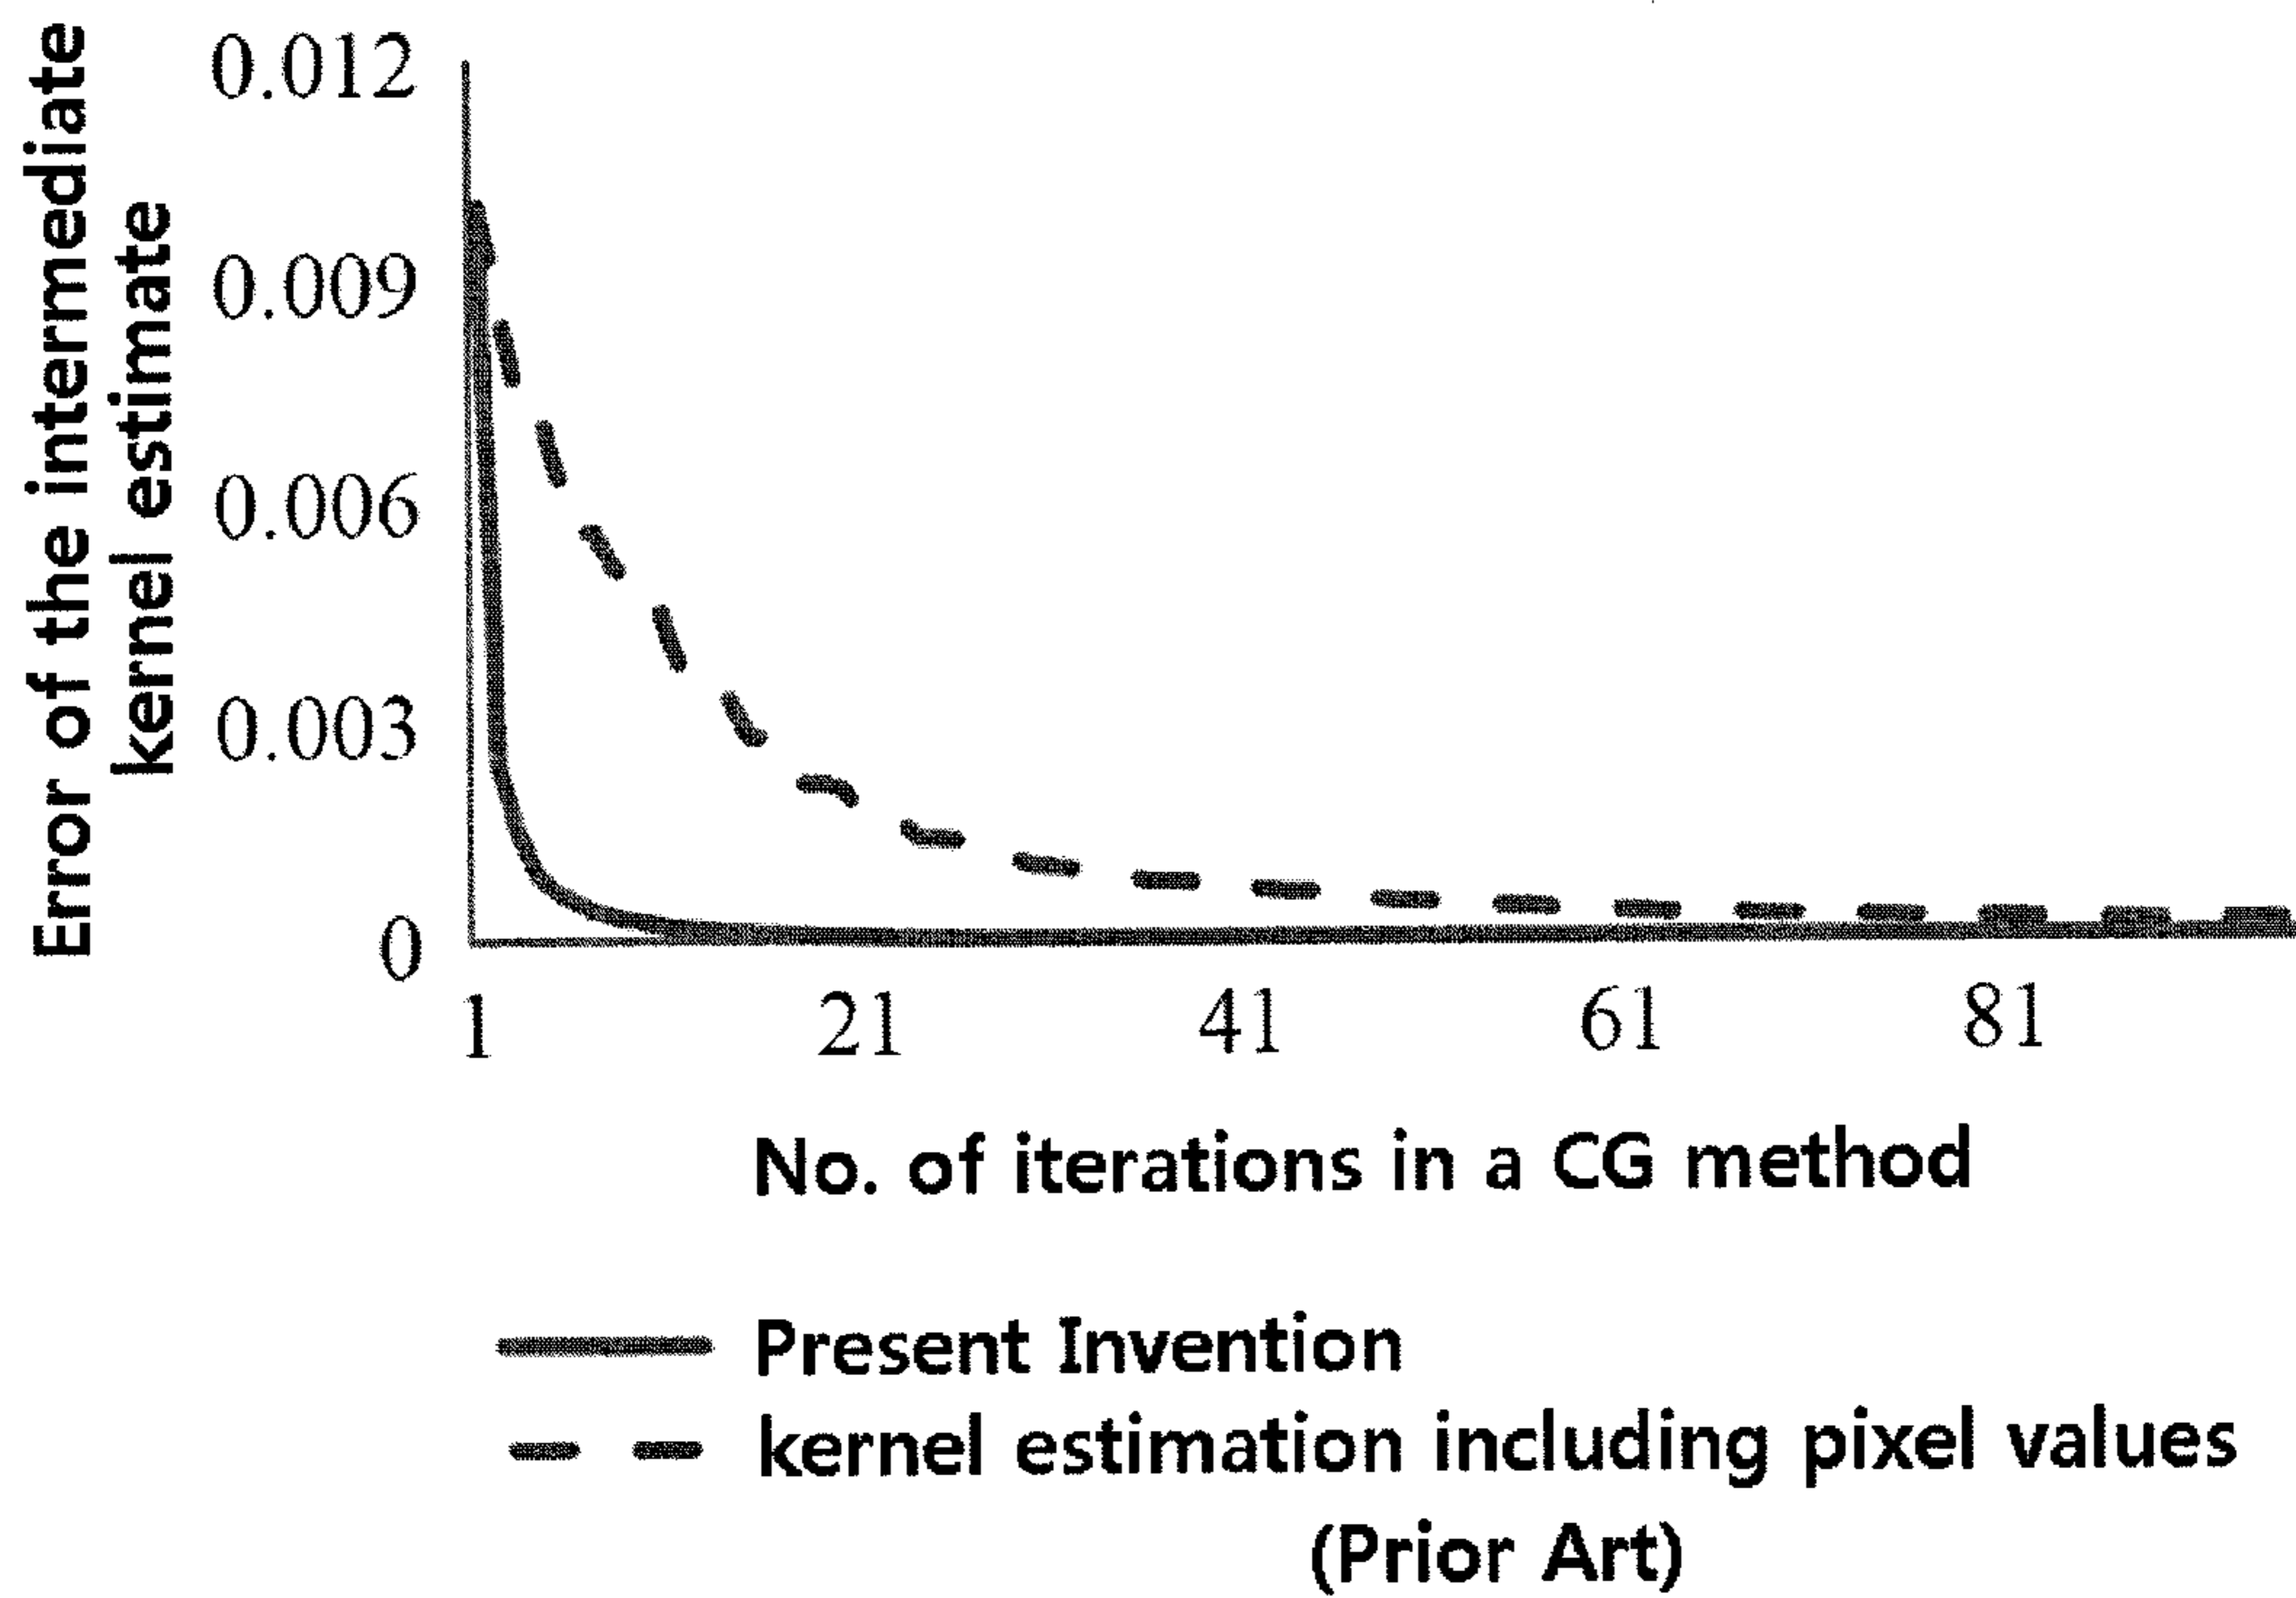 Error of the intermediate
kernel estimate
0.012
0.009
0.006
0.003
0
1 21 41 61 81
No. of iterations in a CG method
Present Invention
kernel estimation including pixel values
(Prior Art)